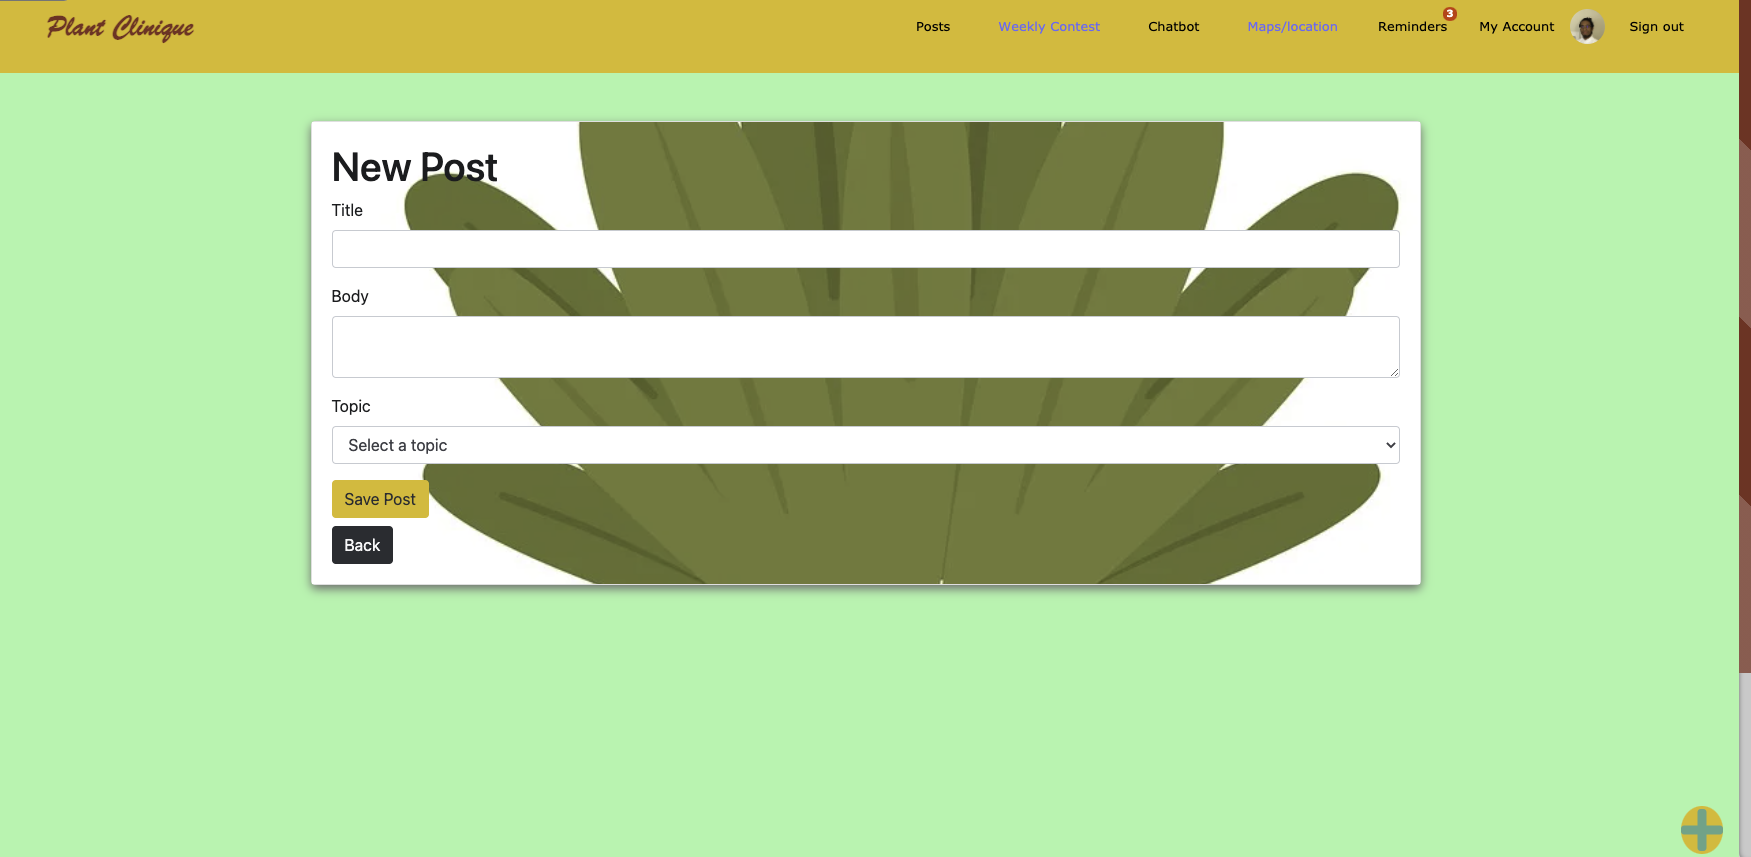 Plant Clinique
Posts Weekly Contest Chatbot Maps/location Reminders 3 My Account Sign out
New Post
Title
Body
Topic
Select a topic
Save Post
Back